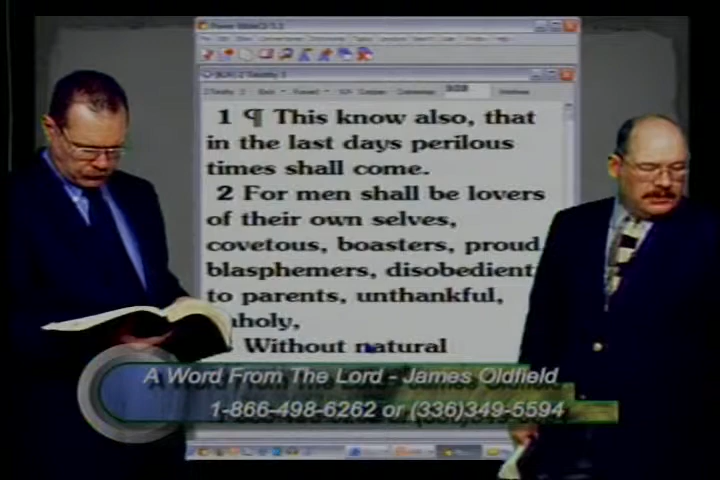 1 ¶ This know also, that
in the last days perilous
times shall come.
2 For men shall be lovers
of their own selves,
covetous, boasters, proud,
blasphemers, disobedient
to parents, unthankful,
Without natural
A Word From The Lord - James Oldfield
1-866-498-6262 or (336)349-5594